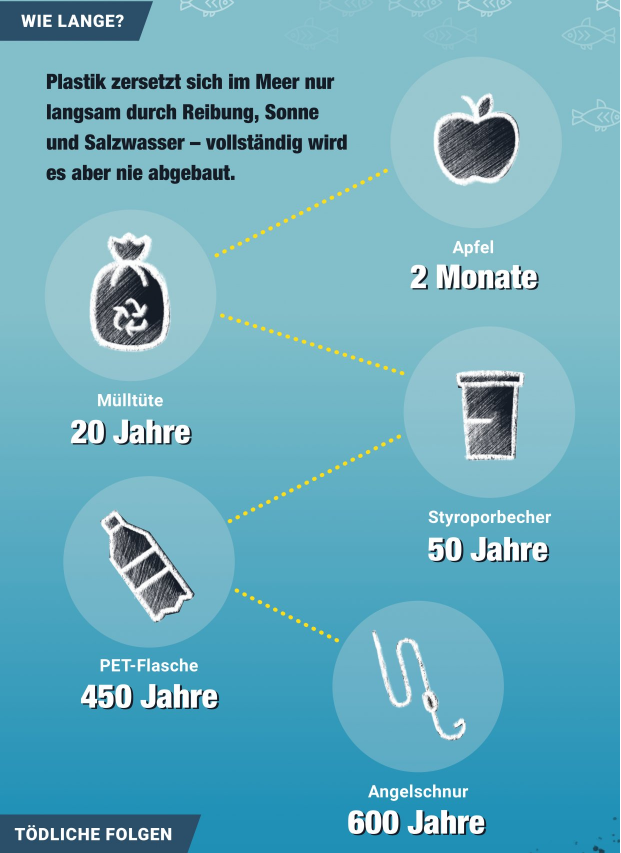 WIE LANGE?
Plastik zersetzt sich im Meer nur
langsam durch Reibung, Sonne
und Salzwasser – vollständig wird
es aber nie abgebaut.
Apfel
2 Monate
Mülltüte
20 Jahre
Styroporbecher
50 Jahre
PET-Flasche
450 Jahre
Angelschnur
600 Jahre
TÖDLICHE FOLGEN